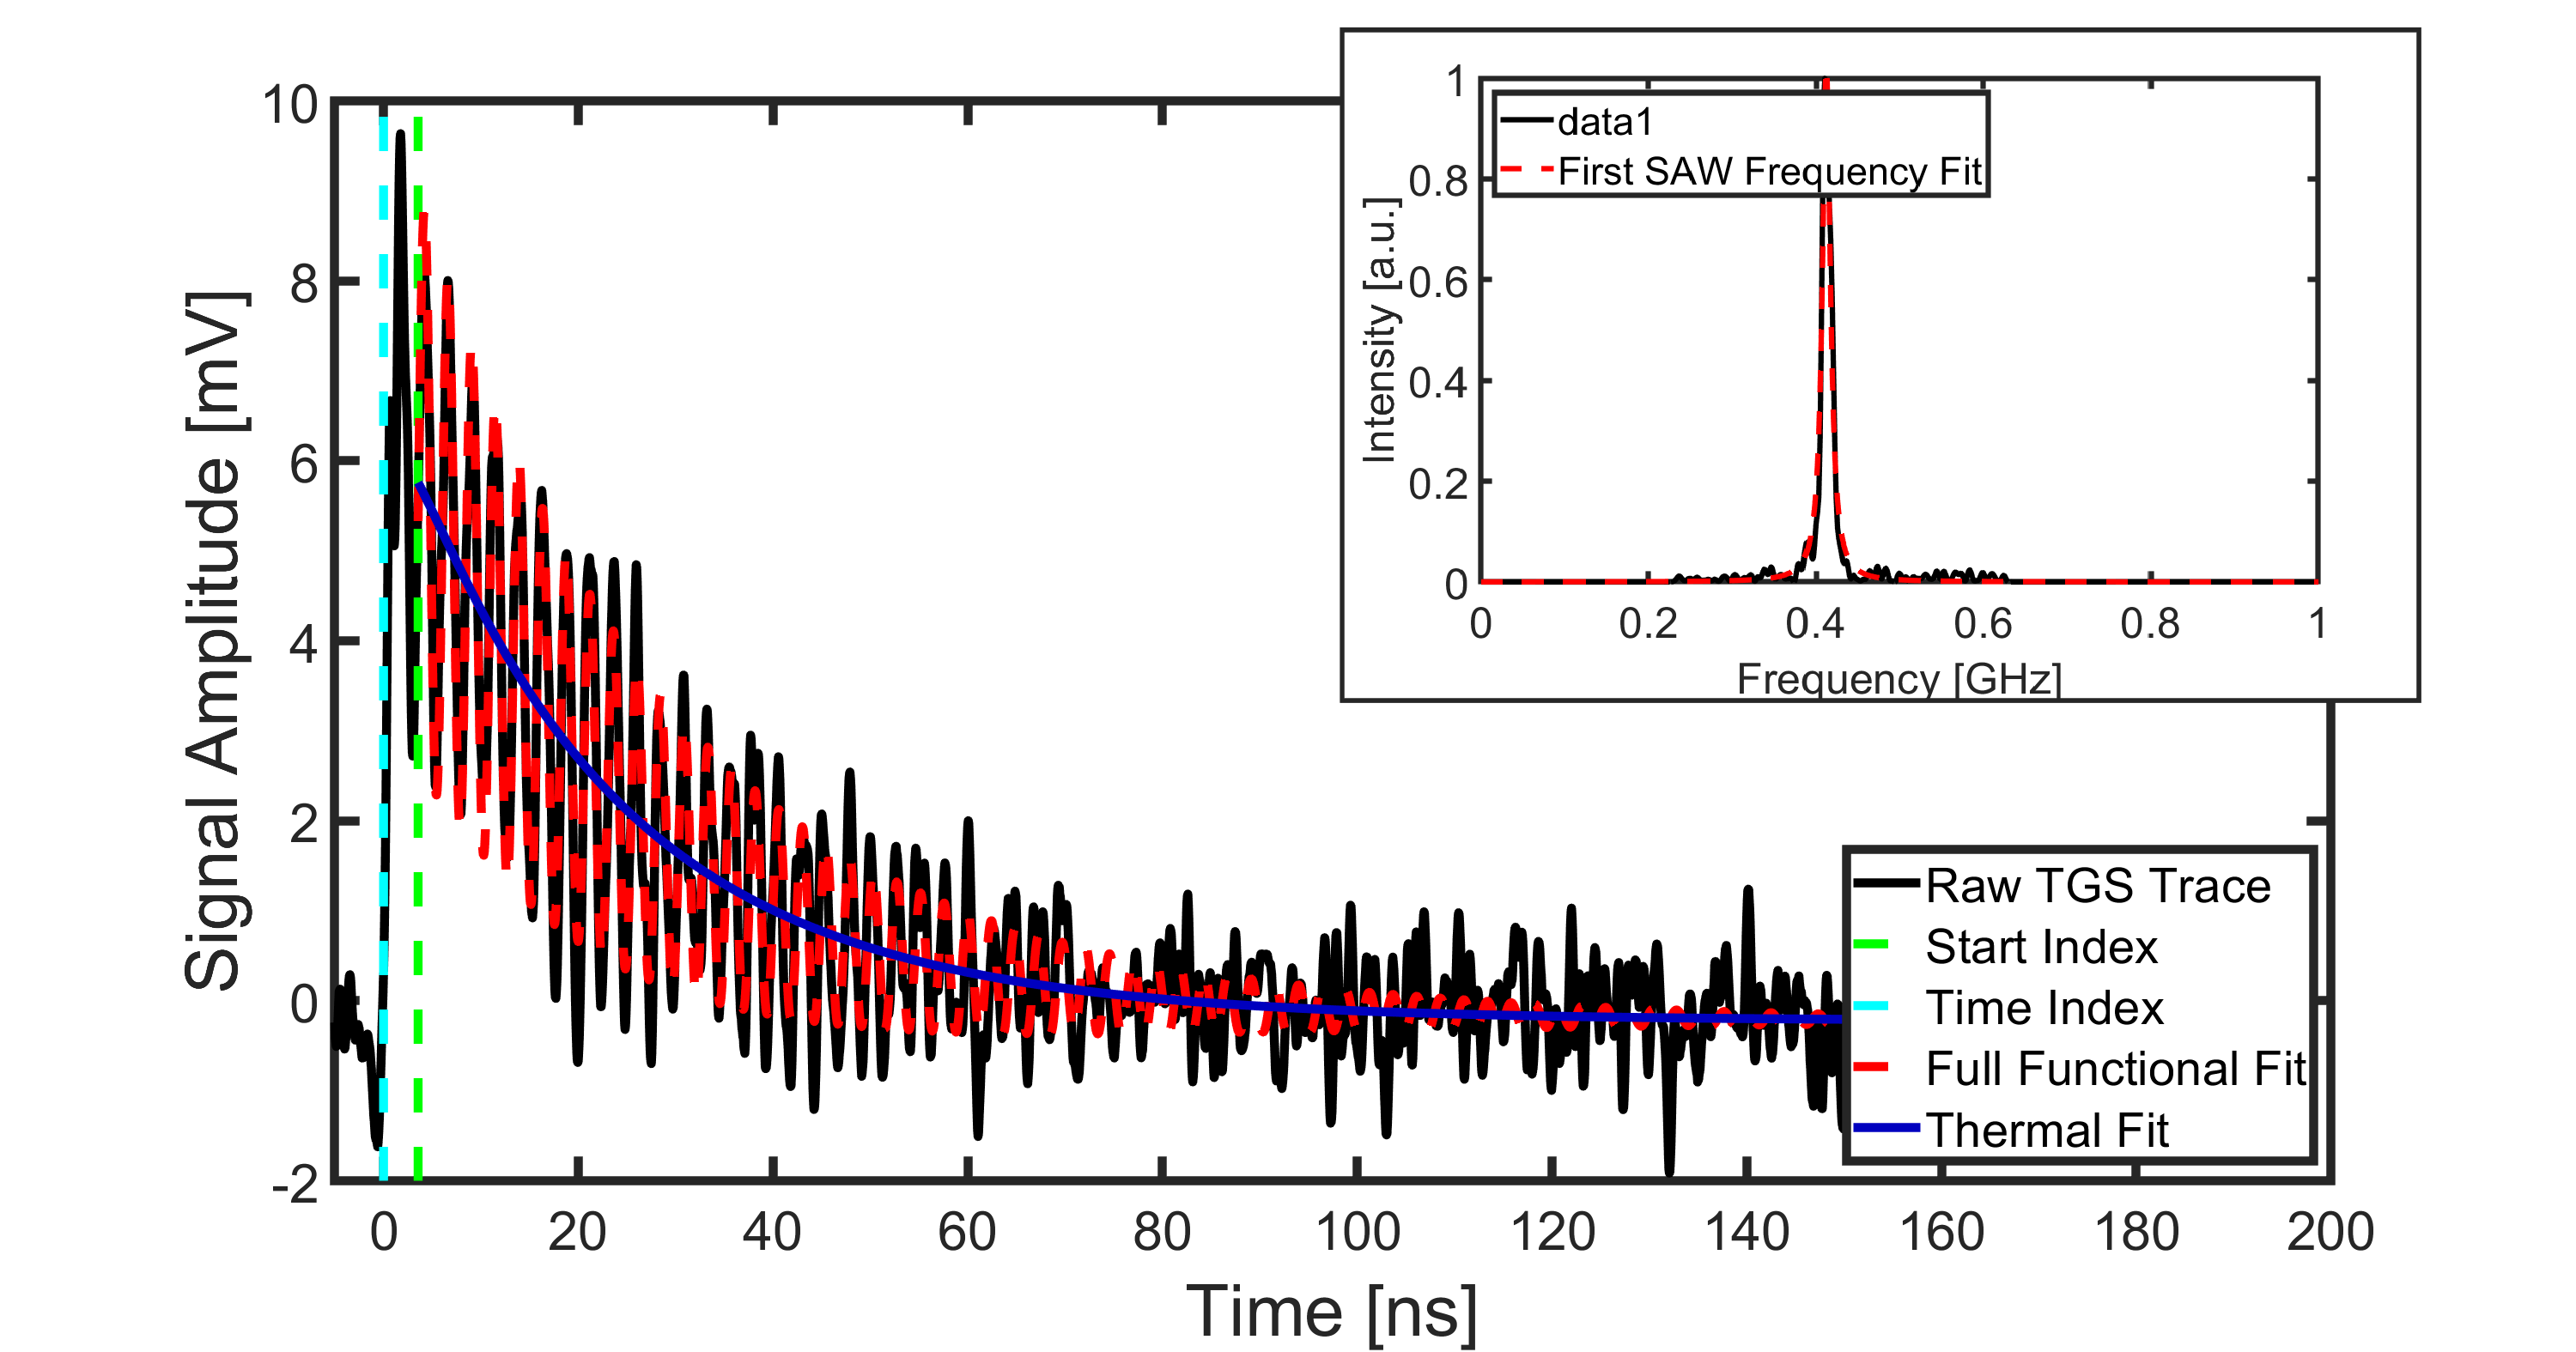 Signal Amplitude [mV]
10
8
6
4
2
0
-2
0 20 40 60 80 100 120 140 160 180 200
Time [ns]
Raw TGS Trace
Start Index
Time Index
Full Functional Fit
Thermal Fit
Intensity [a.u.]
1
0.8
0.6
0.4
0.2
0
0 0.2 0.4 0.6 0.8 1
Frequency [GHz]
data1
First SAW Frequency Fit